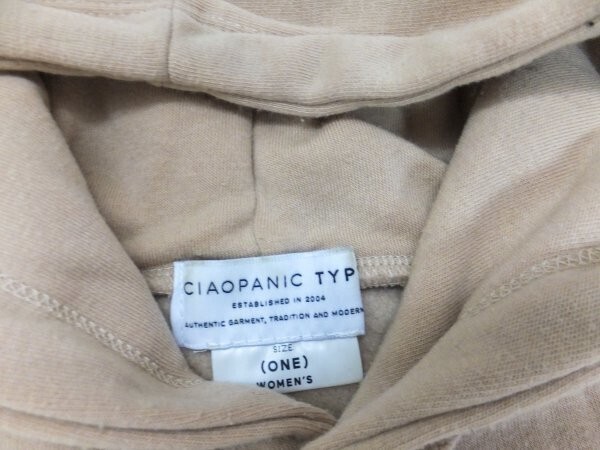 CIAOPANIC TYP
ESTABLISHED IN 2004
AUTHENTIC GARMENT, TRADITION AND MODERN
SIZE
(ONE)
WOMEN'S